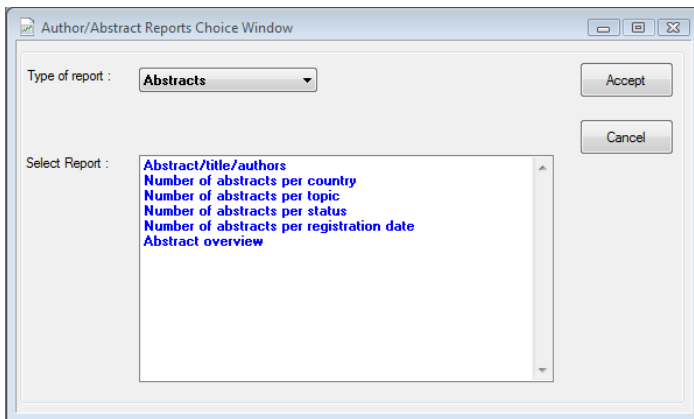 Author/Abstract Reports Choice Window
Type of report :
Abstracts
Accept
Cancel
Select Report :
Abstract/title/authors
Number of abstracts per country
Number of abstracts per topic
Number of abstracts per status
Number of abstracts per registration date
Abstract overview